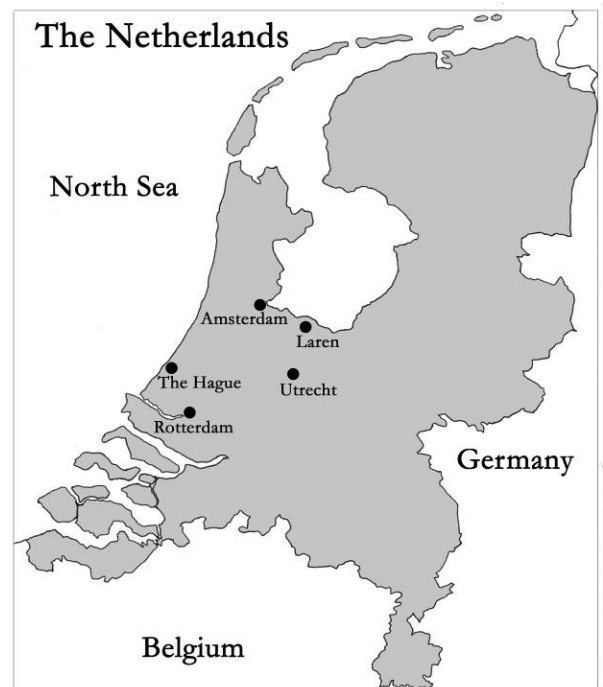 The Netherlands
North Sea
Amsterdam
Laren
The Hague
Utrecht
Rotterdam
Germany
Belgium